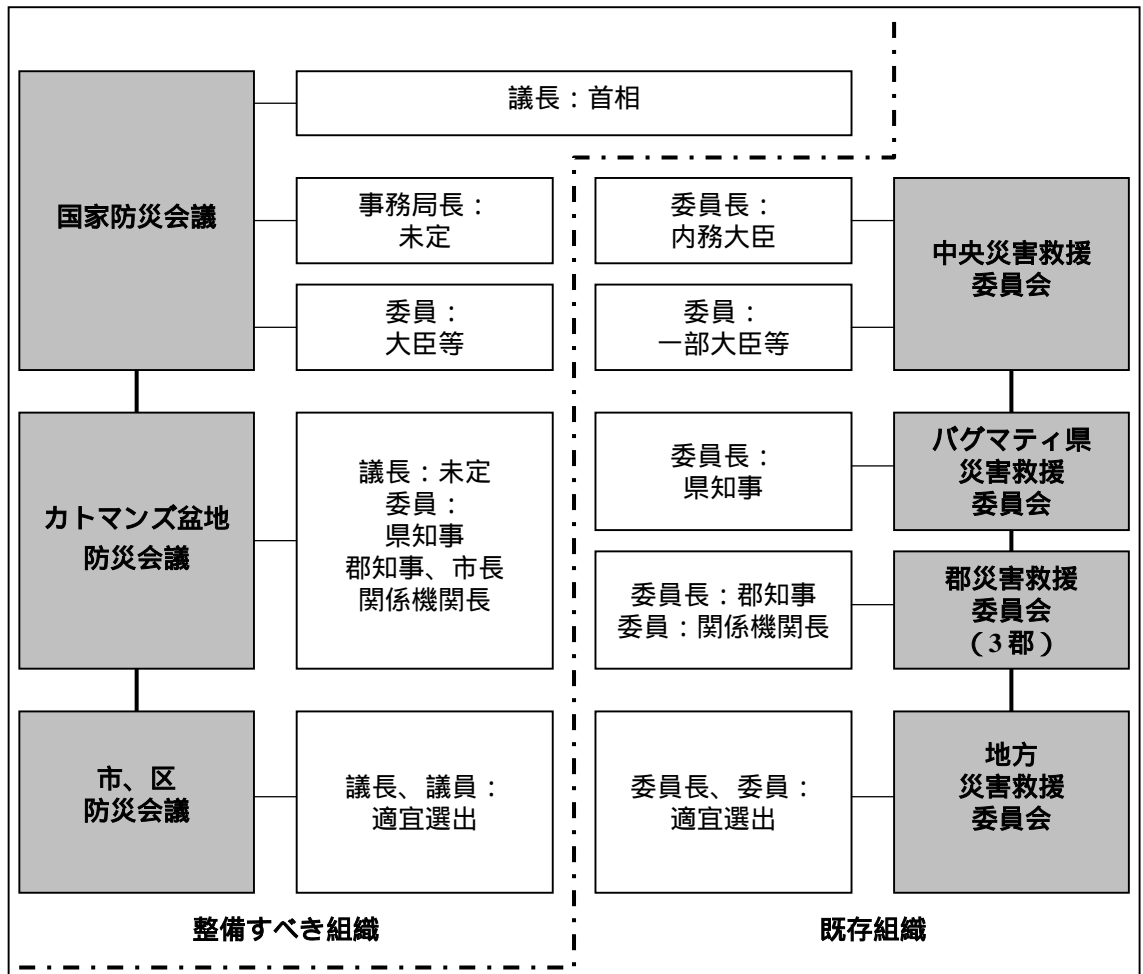 議長：首相
国家防災会議
事務局長：
未定
委員長：
内務大臣
中央災害救援
委員会
委員：
大臣等
委員：
一部大臣等
カトマンズ盆地
防災会議
議長：未定
委員：
県知事
郡知事、市長
関係機関長
委員長：
県知事
バグマティ県
災害救援
委員会
委員長：郡知事
委員：関係機関長
郡災害救援
委員会
（3 郡）
市、区
防災会議
議長、議員：
適宜選出
委員長、委員：
適宜選出
地方
災害救援
委員会
整備すべき組織
既存組織